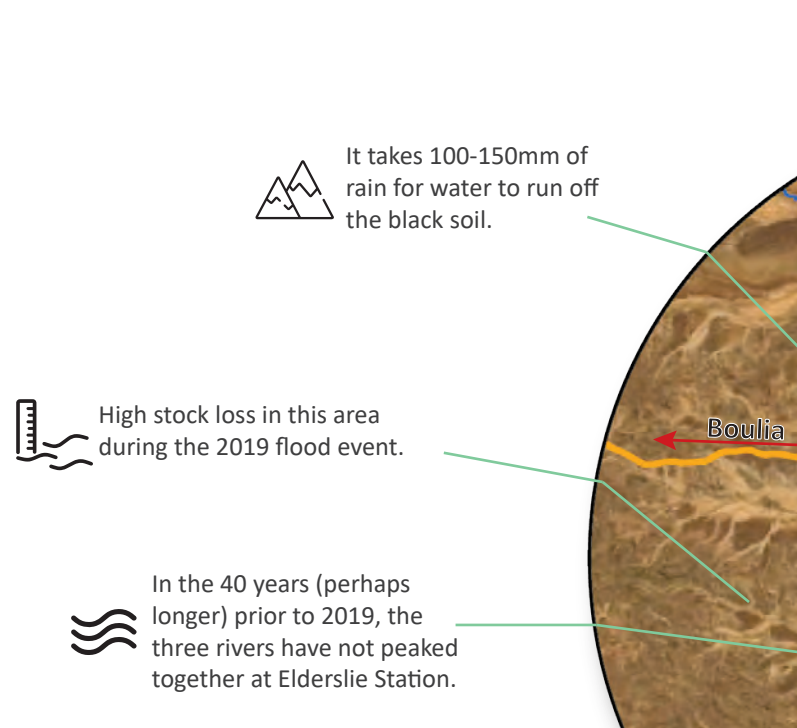 It takes 100-150mm of
rain for water to run off
the black soil.
High stock loss in this area
during the 2019 flood event.
Boulia
In the 40 years (perhaps
longer) prior to 2019, the
three rivers have not peaked
together at Elderslie Station.